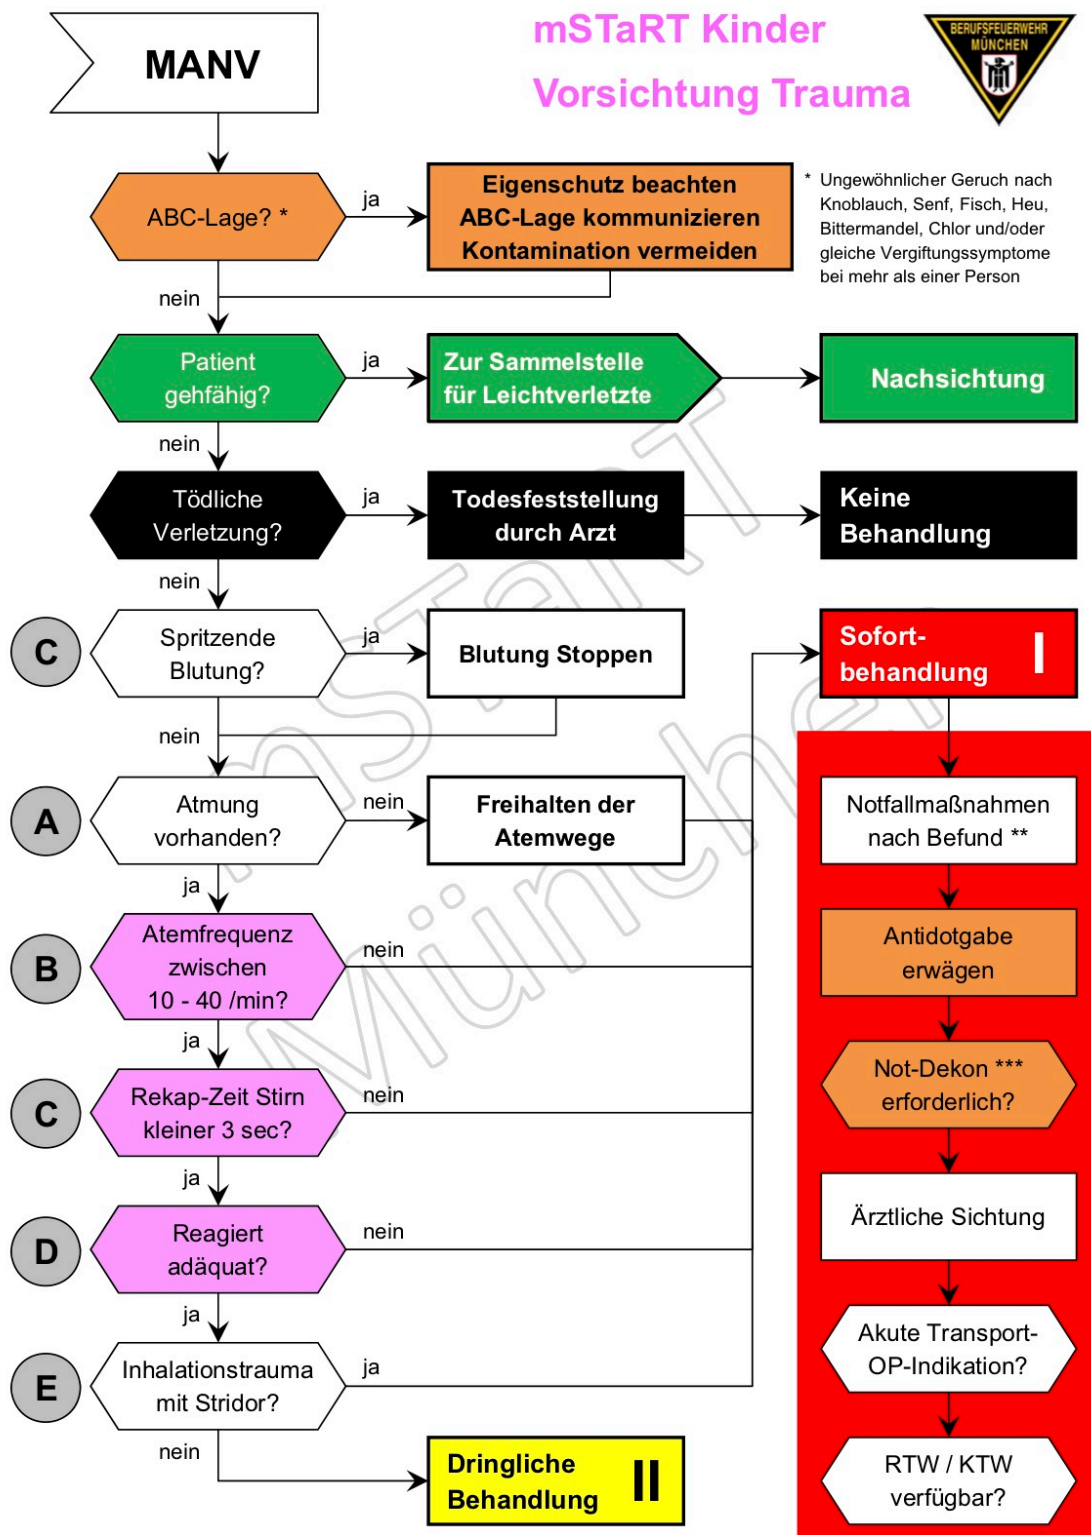 MANV
mSTaRT Kinder
Vorsichtung Trauma
BERUFSFEUERWEHR
MÜNCHEN
ABC-Lage? *
ja
Eigenschutz beachten
ABC-Lage kommunizieren
Kontamination vermeiden
* Ungewöhnlicher Geruch nach
Knoblauch, Senf, Fisch, Heu,
Bittermandel, Chlor und/oder
gleiche Vergiftungssymptome
bei mehr als einer Person
nein
Patient
gehfähig?
ja
Zur Sammelstelle
für Leichtverletzte
Nachsichtung
nein
Tödliche
Verletzung?
ja
Todesfeststellung
durch Arzt
Keine
Behandlung
nein
C
Spritzende
Blutung?
ja
Blutung Stoppen
Sofort-
behandlung
I
nein
A
Atmung
vorhanden?
nein
Freihalten der
Atemwege
Notfallmaßnahmen
nach Befund **
ja
B
Atemfrequenz
zwischen
10 - 40 /min?
nein
Antidotgabe
erwägen
ja
C
Rekap-Zeit Stirn
kleiner 3 sec?
nein
Not-Dekon ***
erforderlich?
ja
D
Reagiert
adäquat?
nein
Ärztliche Sichtung
ja
E
Inhalationstrauma
mit Stridor?
ja
Akute Transport-
OP-Indikation?
nein
Dringliche
Behandlung
II
RTW / KTW
verfügbar?
mSTaRT
München